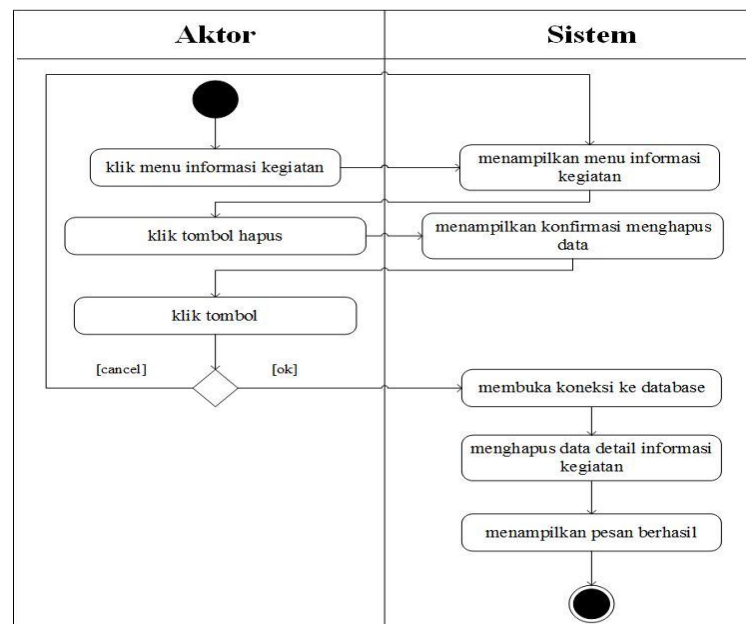 Aktor
Sistem
klik menu informasi kegiatan
menampilkan menu informasi
kegiatan
klik tombol hapus
menampilkan konfirmasi menghapus
data
klik tombol
[cancel]
[ok]
membuka koneksi ke database
menghapus data detail informasi
kegiatan
menampilkan pesan berhasil